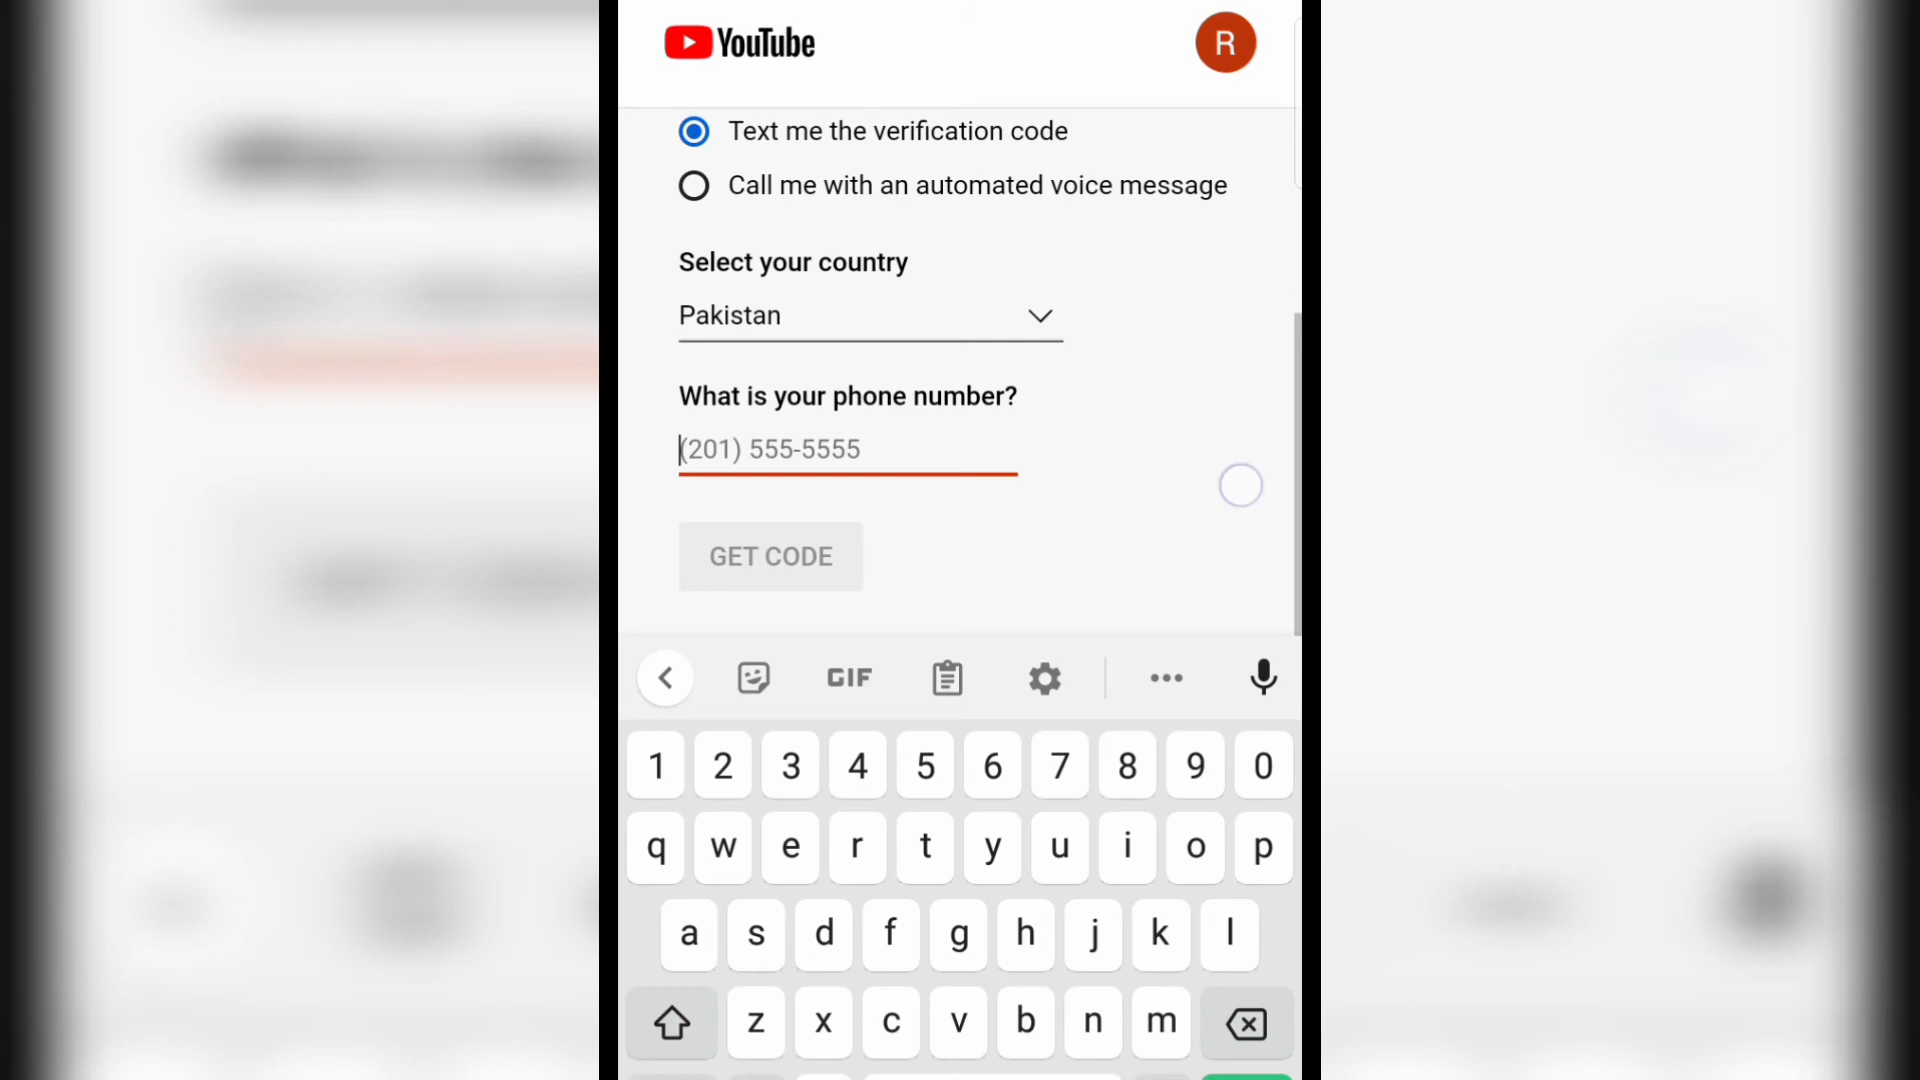 YouTube
R
Text me the verification code
Call me with an automated voice message
Select your country
Pakistan
What is your phone number?
(201) 555-5555
GET CODE
GIF
1 2 3 4 5 6 7 8 9 0
q w e r t y u i o p
a s d f g h j k l
z x c v b n m